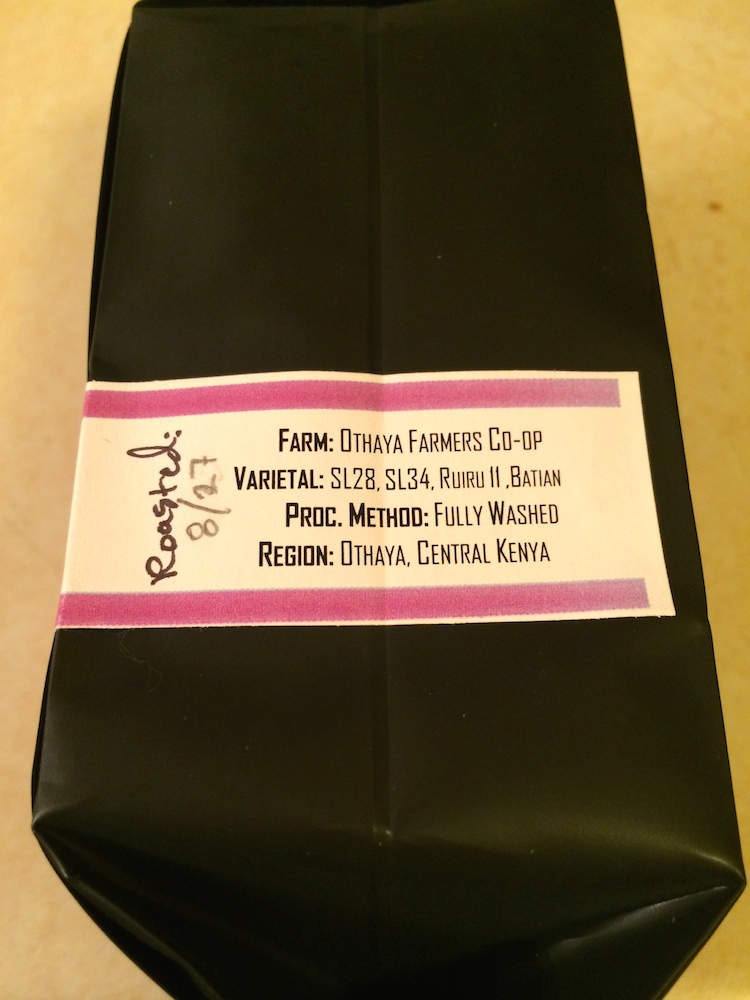 Roasted:
8/27
FARM: OTHAYA FARMERS CO-OP
VARIETAL: SL28, SL34, RUIRU 11 ,BATIAN
PROC. METHOD: FULLY WASHED
REGION: OTHAYA, CENTRAL KENYA